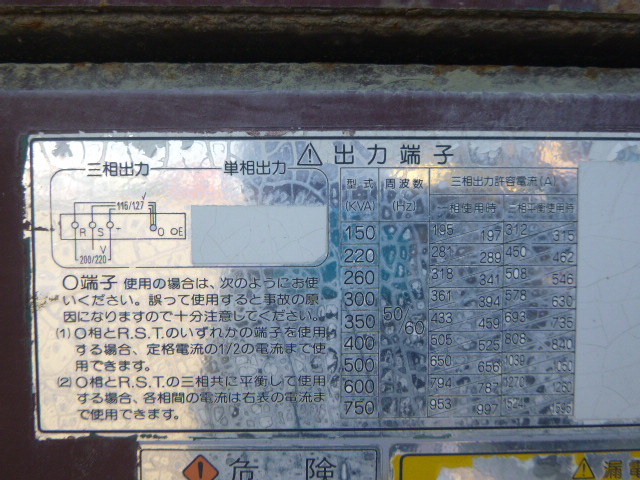 ⚠出力端子
三相出力 単相出力
115/127
R S - O E
V
200/220
型式 周波数 三相出力許容電流(A)
(KVA) (Hz) 一相使用時 三相平衡使用時
150 195 197 312 315
220 281 289 450 462
260 318 341 508 546
300 361 394 578 630
350 50/60 433 459 693 735
400 505 525 808 840
500 650 656 1039
600 794 787 1270 1260
750 953 997 1524 1595
O端子 使用の場合は、次のようにお使
いください。誤って使用すると事故の原
因になりますので十分注意してください。
(1) O相とR.S.T.のいずれかの端子を使用
する場合、定格電流の1/2の電流まで使
用できます。
(2) O相とR.S.T.の三相共に平衡して使用
する場合、各相間の電流は右表の電流ま
で使用できます。
危険
漏電